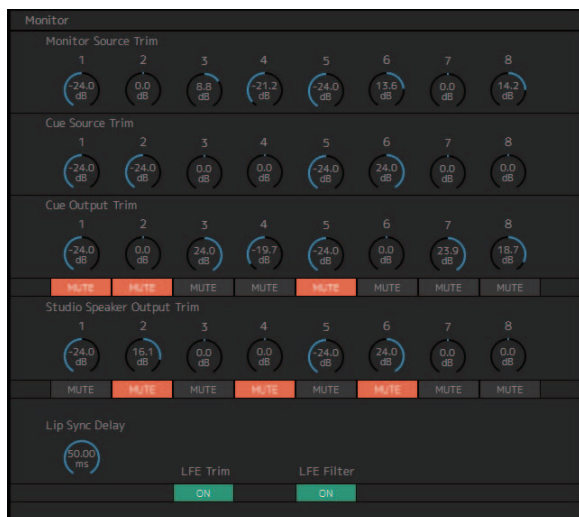 Monitor
Monitor Source Trim
1 2 3 4 5 6 7 8
-24.0 dB 0.0 dB 8.8 dB -21.2 dB -24.0 dB 13.6 dB 0.0 dB 14.2 dB
Cue Source Trim
1 2 3 4 5 6 7 8
-24.0 dB -24.0 dB 0.0 dB 0.0 dB -24.0 dB 24.0 dB 0.0 dB 0.0 dB
Cue Output Trim
1 2 3 4 5 6 7 8
-24.0 dB 0.0 dB 24.0 dB -19.7 dB -24.0 dB 0.0 dB 23.9 dB 18.7 dB
MUTE MUTE MUTE MUTE MUTE MUTE MUTE MUTE
Studio Speaker Output Trim
1 2 3 4 5 6 7 8
-24.0 dB 16.1 dB 0.0 dB 0.0 dB -24.0 dB 24.0 dB 0.0 dB 0.0 dB
MUTE MUTE MUTE MUTE MUTE MUTE MUTE MUTE
Lip Sync Delay
50.00 ms
LFE Trim LFE Filter
ON ON